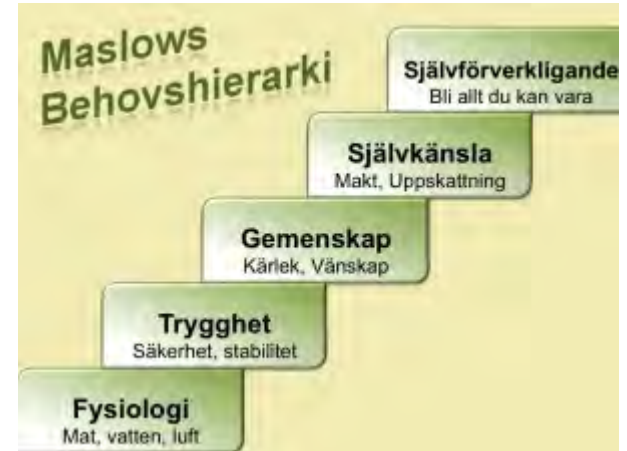 Maslows
Behovshierarki
Självförverkligande
Bli allt du kan vara
Självkänsla
Makt, Uppskattning
Gemenskap
Kärlek, Vänskap
Trygghet
Säkerhet, stabilitet
Fysiologi
Mat, vatten, luft